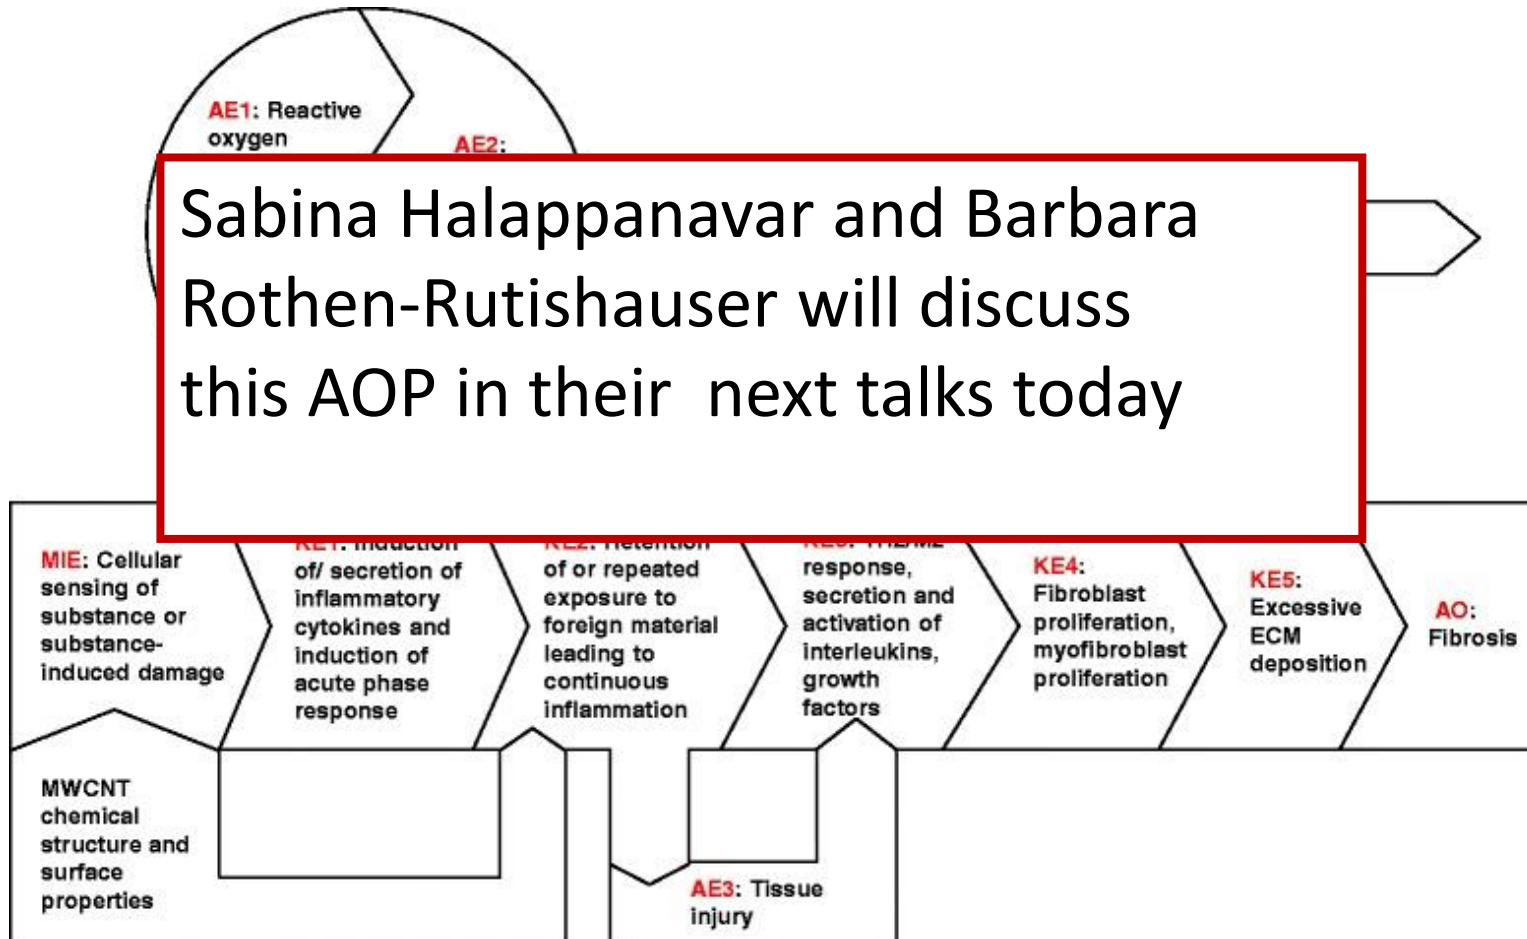 AE1: Reactive
oxygen
AE2:
Sabina Halappanavar and Barbara
Rothen-Rutishauser will discuss
this AOP in their  next talks today
MIE: Cellular
sensing of
substance or
substance-
induced damage
KE1: Induction
of/ secretion of
inflammatory
cytokines and
induction of
acute phase
response
KE2: Retention
of or repeated
exposure to
foreign material
leading to
continuous
inflammation
response,
secretion and
activation of
interleukins,
growth
factors
KE4:
Fibroblast
proliferation,
myofibroblast
proliferation
KE5:
Excessive
ECM
deposition
AO:
Fibrosis
MWCNT
chemical
structure and
surface
properties
AE3: Tissue
injury